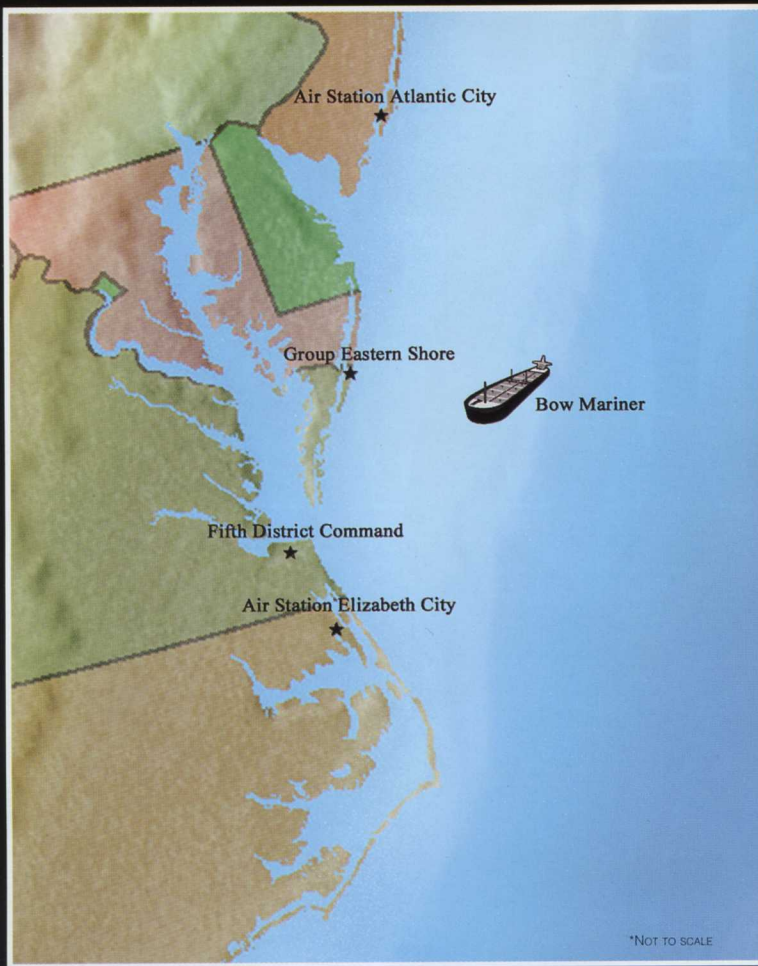 Air Station Atlantic City
Group Eastern Shore
Bow Mariner
Fifth District Command
Air Station Elizabeth City
*NOT TO SCALE